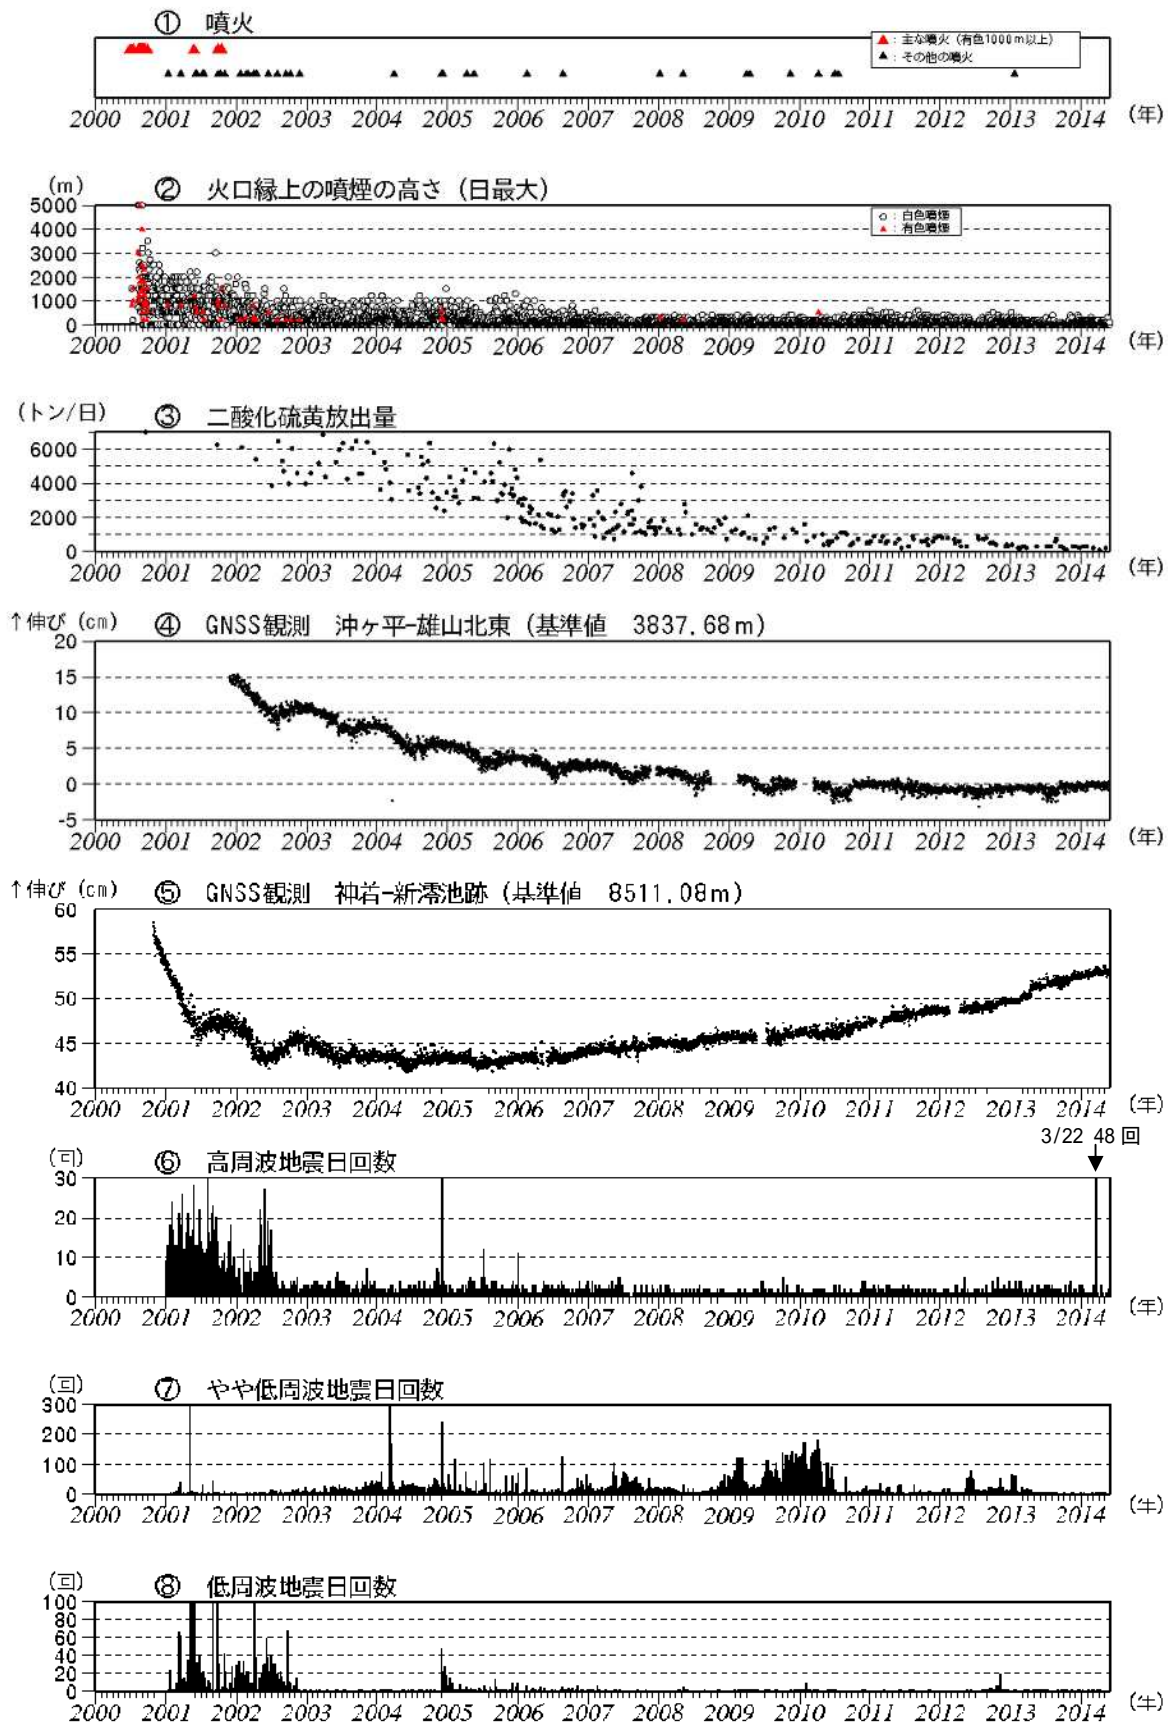 ① 噴火
▲：主な噴火（有色1000m以上）
▲：その他の噴火
2000 2001 2002 2003 2004 2005 2006 2007 2008 2009 2010 2011 2012 2013 2014 (年)
(m) ② 火口縁上の噴煙の高さ（日最大）
5000
○：白色噴煙
▲：有色噴煙
4000
3000
2000
1000
0
2000 2001 2002 2003 2004 2005 2006 2007 2008 2009 2010 2011 2012 2013 2014 (年)
(トン/日) ③ 二酸化硫黄放出量
6000
4000
2000
0
2000 2001 2002 2003 2004 2005 2006 2007 2008 2009 2010 2011 2012 2013 2014 (年)
↑伸び (cm) ④ GNSS観測 沖ヶ平-雄山北東（基準値 3837.68m）
20
15
10
5
0
-5
2000 2001 2002 2003 2004 2005 2006 2007 2008 2009 2010 2011 2012 2013 2014 (年)
↑伸び (cm) ⑤ GNSS観測 神着-新澪池跡（基準値 8511.08m）
60
55
50
45
40
2000 2001 2002 2003 2004 2005 2006 2007 2008 2009 2010 2011 2012 2013 2014 (年)
3/22 48 回
(回) ⑥ 高周波地震日回数
30
20
10
0
2000 2001 2002 2003 2004 2005 2006 2007 2008 2009 2010 2011 2012 2013 2014 (年)
(回) ⑦ やや低周波地震日回数
300
200
100
0
2000 2001 2002 2003 2004 2005 2006 2007 2008 2009 2010 2011 2012 2013 2014 (年)
(回) ⑧ 低周波地震日回数
100
80
60
40
20
0
2000 2001 2002 2003 2004 2005 2006 2007 2008 2009 2010 2011 2012 2013 2014 (年)